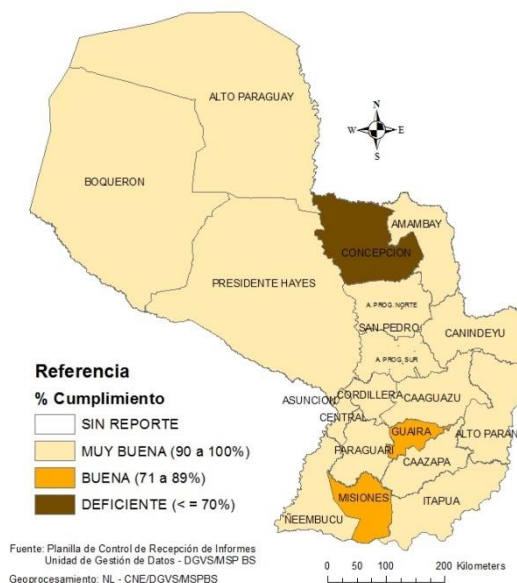 ALTO PARAGUAY
N
W E
S
BOQUERON
AMAMBAY
CONCEPCION
PRESIDENTE HAYES
A. PROG. NORTE
SAN PEDRO
CANINDEYU
A. PROG. SUR
Referencia
% Cumplimiento
SIN REPORTE
MUY BUENA (90 a 100%)
BUENA (71 a 89%)
DEFICIENTE (< = 70%)
ASUNCION
CORDILLERA
CAAGUAZU
CENTRAL
GUAIRA
ALTO PARANA
PARAGUARI
CAAZAPA
MISIONES
ITAPUA
ÑEEMBUCU
Fuente: Planilla de Control de Recepción de Informes
Unidad de Gestión de Datos - DGVS/MSP BS
Geoprocesamiento: NL - CNE/DGVS/MSPBS
0 50 100 200 Kilometers